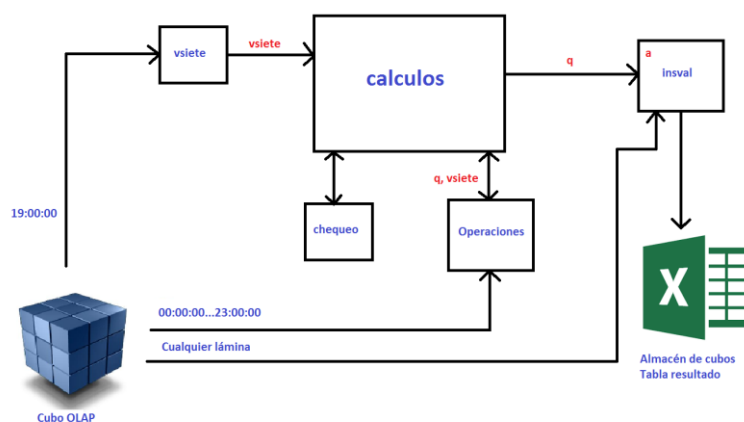 vsiete
vsiete
calculos
q
a
insval
q, vsiete
19:00:00
chequeo
Operaciones
00:00:00...23:00:00
Cualquier lámina
X
Almacén de cubos
Tabla resultado
Cubo OLAP